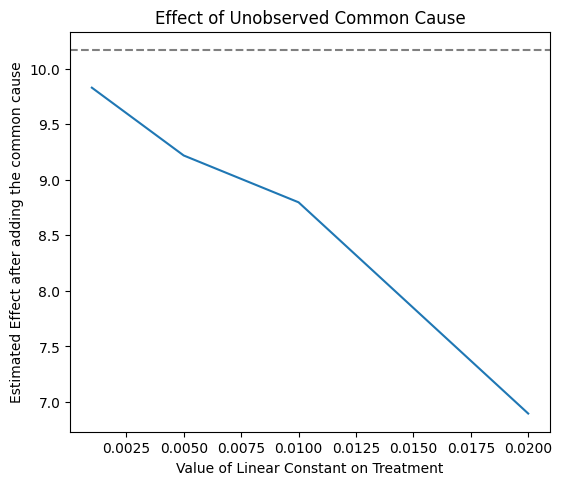 Effect of Unobserved Common Cause
Estimated Effect after adding the common cause
10.0
9.5
9.0
8.5
8.0
7.5
7.0
0.0025 0.0050 0.0075 0.0100 0.0125 0.0150 0.0175 0.0200
Value of Linear Constant on Treatment